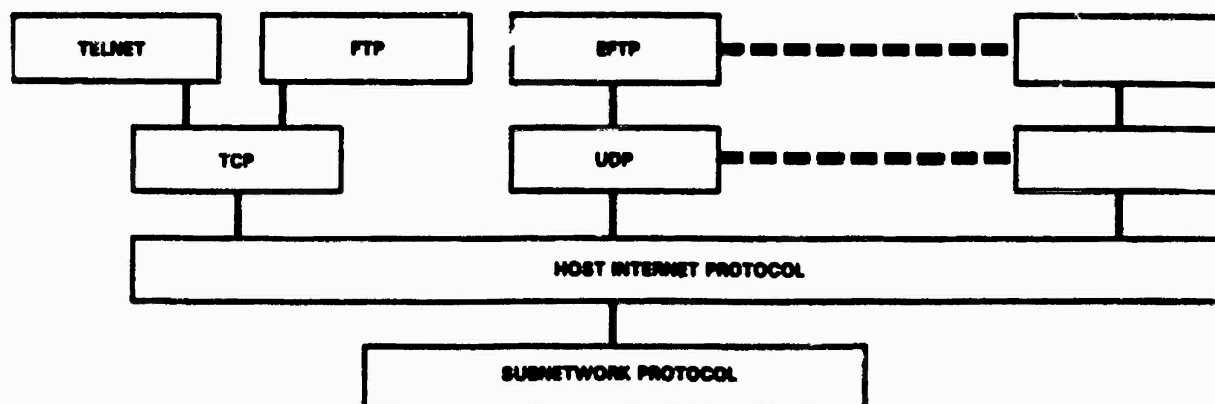 TELNET
FTP
EFTP
TCP
UDP
HOST INTERNET PROTOCOL
SUBNETWORK PROTOCOL